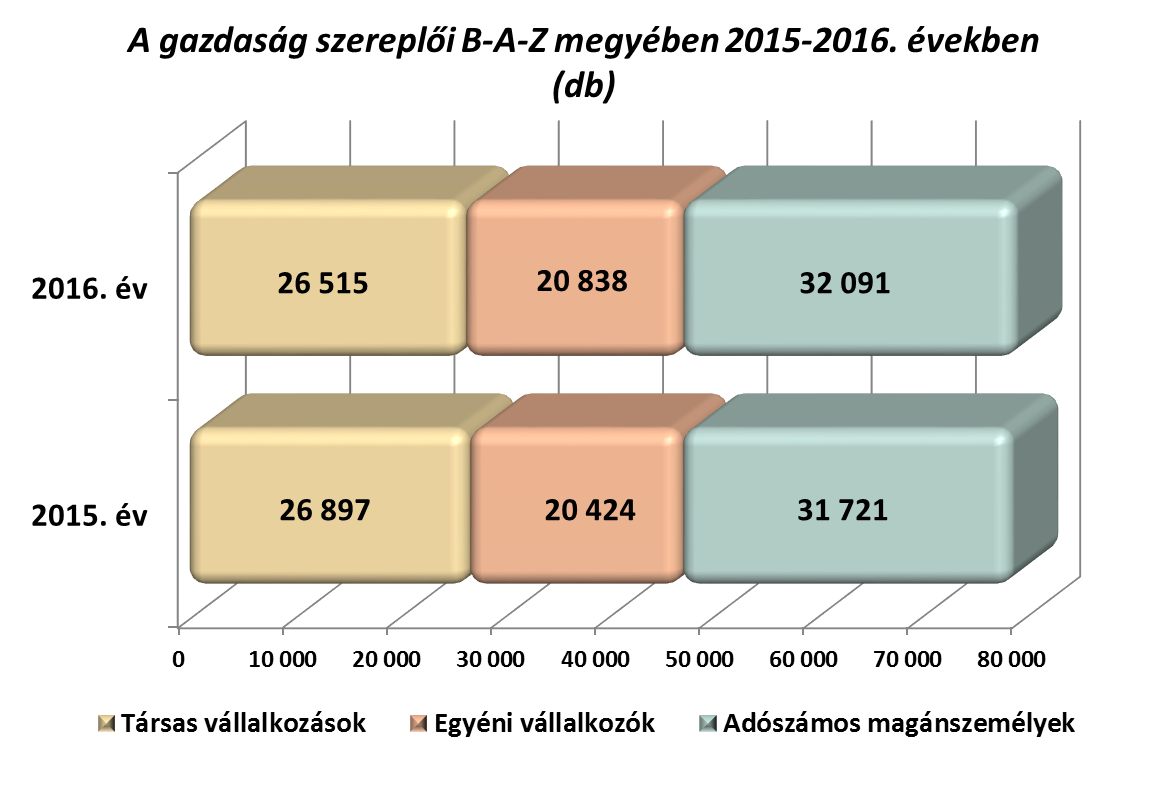 A gazdaság szereplői B-A-Z megyében 2015-2016. években
(db)
2016. év
26 515
20 838
32 091
2015. év
26 897
20 424
31 721
0 10 000 20 000 30 000 40 000 50 000 60 000 70 000 80 000
Társas vállalkozások Egyéni vállalkozók Adószámos magánszemélyek